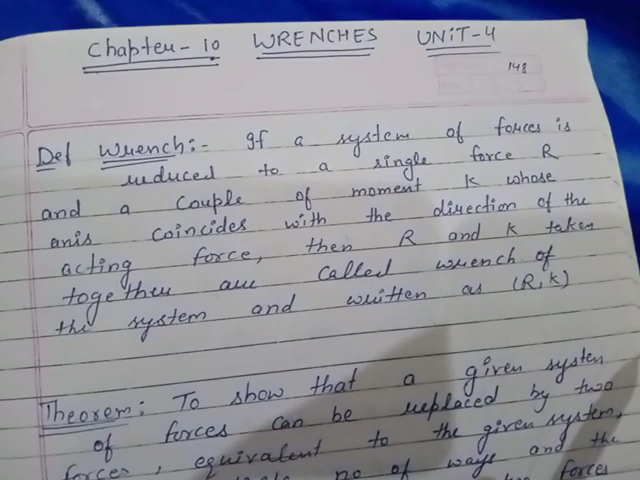 Chapter-10 WRENCHES UNIT-4
148
Def Wrench:- If a system of forces is
reduced to a single force R
and a couple of moment K whose
axis coincides with the direction of the
acting force, then R and K taken
together are called wrench of
the system and written as (R,K)
Theorem: To show that a given system
of forces can be replaced by two
forces, equivalent to the given system,
no of ways and the
forces